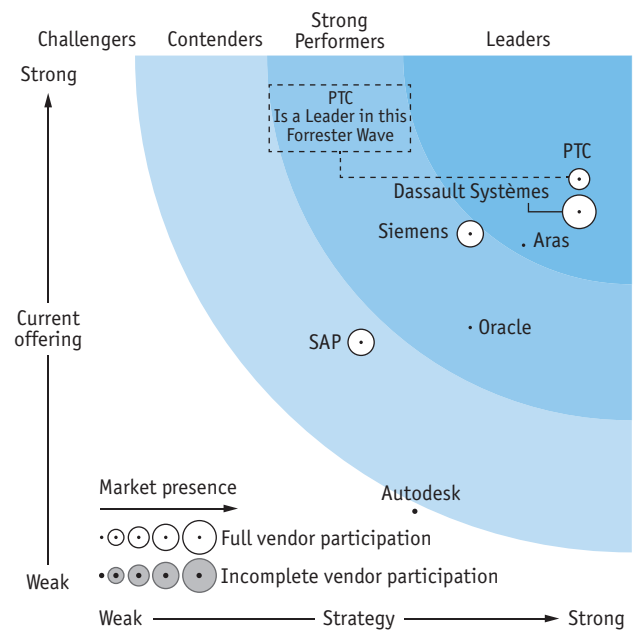 Challengers
Contenders
Strong
Performers
Leaders
Strong
PTC
Is a Leader in this
Forrester Wave
PTC
Dassault Systèmes
Siemens
Aras
Current
offering
Oracle
SAP
Market presence
Autodesk
Full vendor participation
Incomplete vendor participation
Weak
Weak
Strategy
Strong